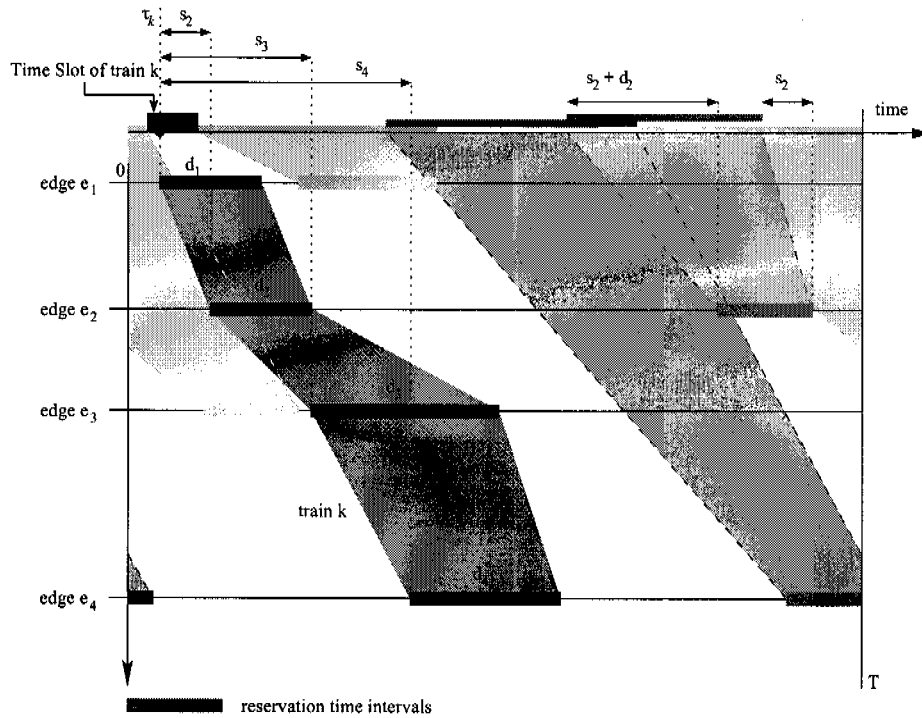 τk
s2
s3
s4
Time Slot of train k
s2 + d2
s2
time
0
d1
edge e1
edge e2
edge e3
train k
edge e4
T
reservation time intervals